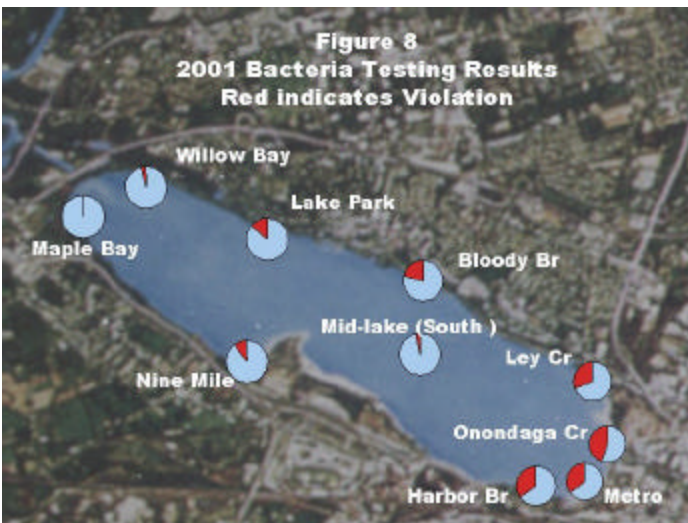 Figure 8
2001 Bacteria Testing Results
Red indicates Violation
Willow Bay
Lake Park
Maple Bay
Bloody Br
Mid-lake (South )
Ley Cr
Nine Mile
Onondaga Cr
Harbor Br
Metro